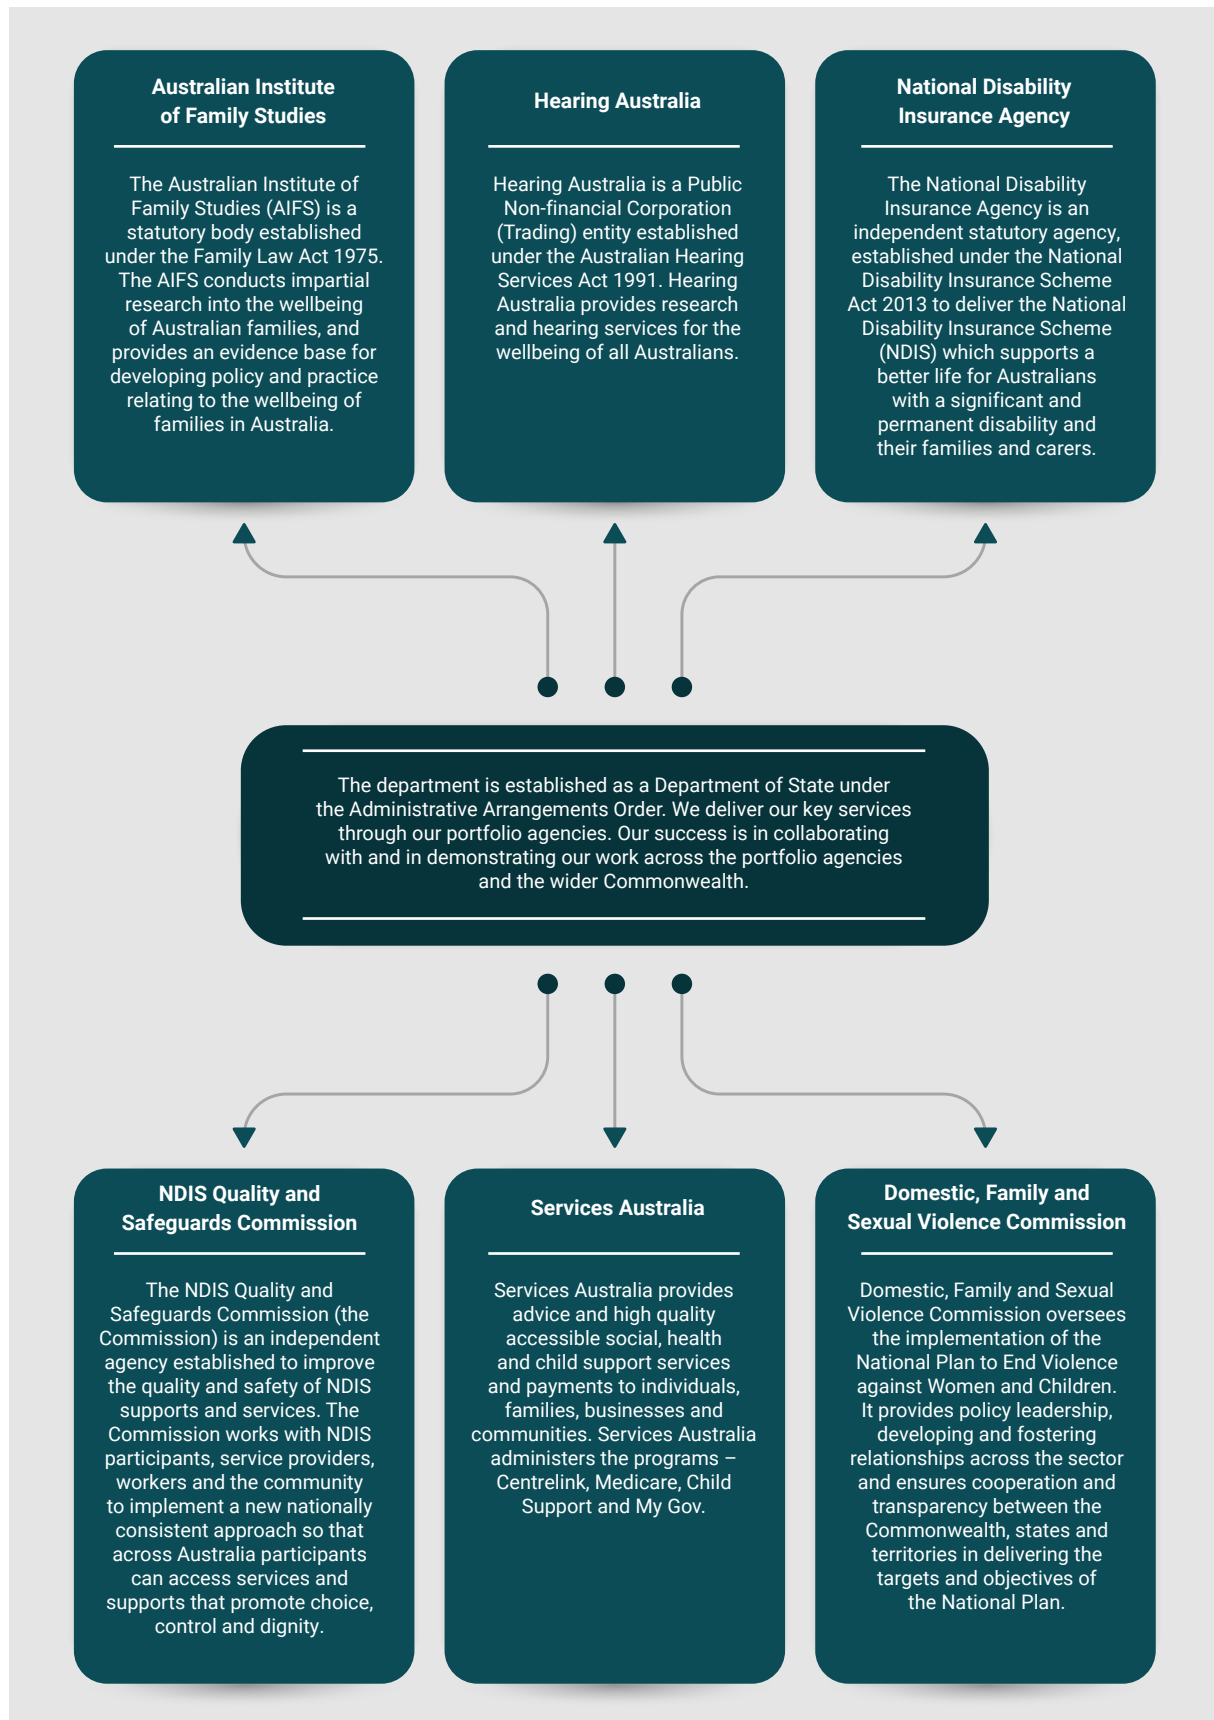 Australian Institute
of Family Studies
The Australian Institute of
Family Studies (AIFS) is a
statutory body established
under the Family Law Act 1975.
The AIFS conducts impartial
research into the wellbeing
of Australian families, and
provides an evidence base for
developing policy and practice
relating to the wellbeing of
families in Australia.
Hearing Australia
Hearing Australia is a Public
Non-financial Corporation
(Trading) entity established
under the Australian Hearing
Services Act 1991. Hearing
Australia provides research
and hearing services for the
wellbeing of all Australians.
National Disability
Insurance Agency
The National Disability
Insurance Agency is an
independent statutory agency,
established under the National
Disability Insurance Scheme
Act 2013 to deliver the National
Disability Insurance Scheme
(NDIS) which supports a
better life for Australians
with a significant and
permanent disability and
their families and carers.
The department is established as a Department of State under
the Administrative Arrangements Order. We deliver our key services
through our portfolio agencies. Our success is in collaborating
with and in demonstrating our work across the portfolio agencies
and the wider Commonwealth.
NDIS Quality and
Safeguards Commission
The NDIS Quality and
Safeguards Commission (the
Commission) is an independent
agency established to improve
the quality and safety of NDIS
supports and services. The
Commission works with NDIS
participants, service providers,
workers and the community
to implement a new nationally
consistent approach so that
across Australia participants
can access services and
supports that promote choice,
control and dignity.
Services Australia
Services Australia provides
advice and high quality
accessible social, health
and child support services
and payments to individuals,
families, businesses and
communities. Services Australia
administers the programs –
Centrelink, Medicare, Child
Support and My Gov.
Domestic, Family and
Sexual Violence Commission
Domestic, Family and Sexual
Violence Commission oversees
the implementation of the
National Plan to End Violence
against Women and Children.
It provides policy leadership,
developing and fostering
relationships across the sector
and ensures cooperation and
transparency between the
Commonwealth, states and
territories in delivering the
targets and objectives of
the National Plan.